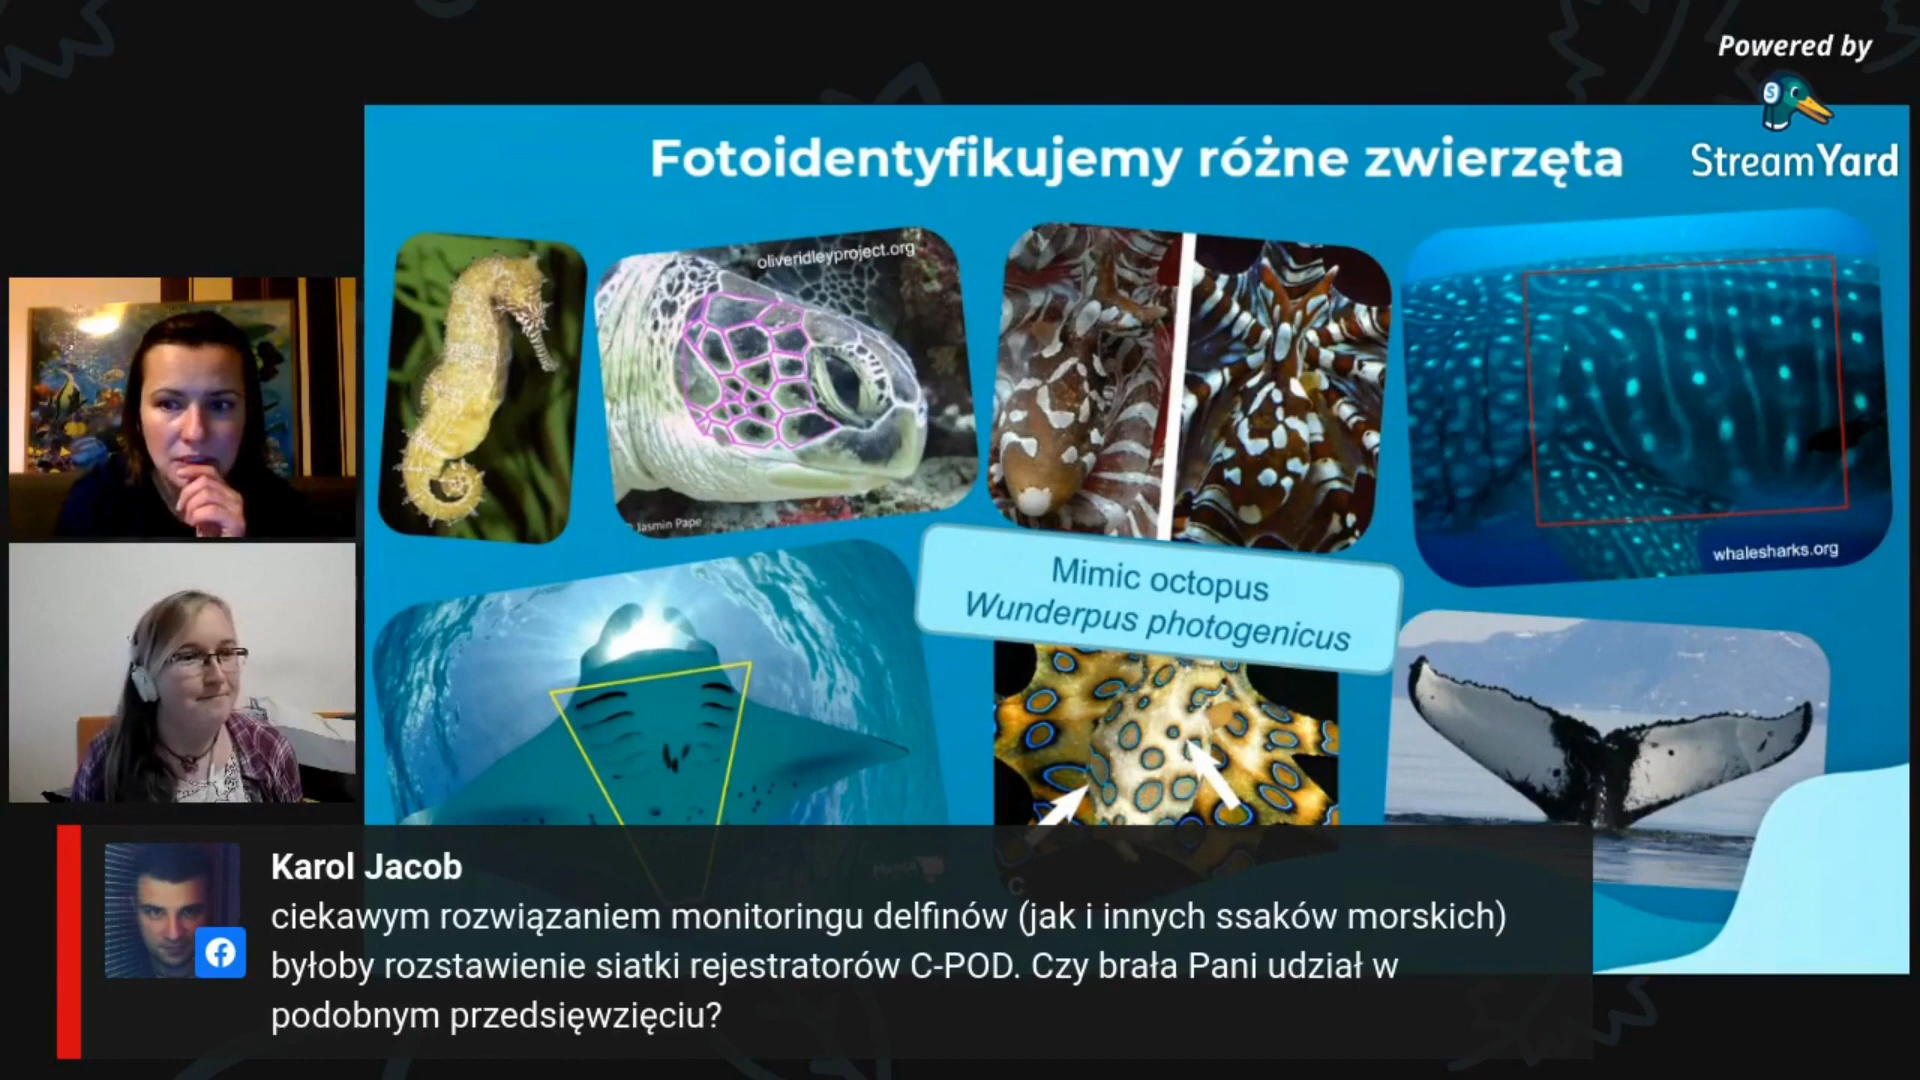 Powered by
StreamYard
Fotoidentyfikujemy różne zwierzęta
oliveridleyproject.org
Jasmin Pape
whalesharks.org
Mimic octopus
Wunderpus photogenicus
C
Karol Jacob
ciekawym rozwiązaniem monitoringu delfinów (jak i innych ssaków morskich)
byłoby rozstawienie siatki rejestratorów C-POD. Czy brała Pani udział w
podobnym przedsięwzięciu?